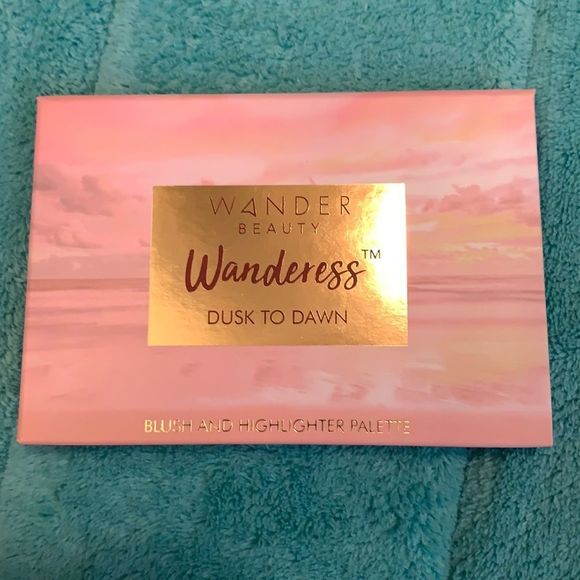 WANDER
BEAUTY
Wanderess™
DUSK TO DAWN
BLUSH AND HIGHLIGHTER PALETTE